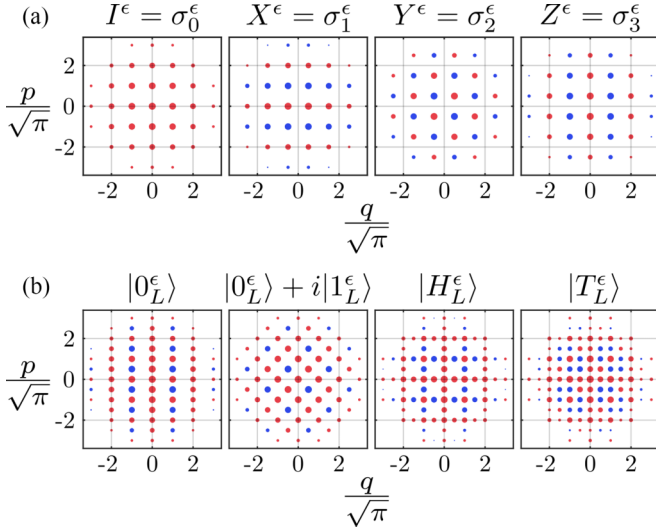 (a) I^ϵ = σ_0^ϵ X^ϵ = σ_1^ϵ Y^ϵ = σ_2^ϵ Z^ϵ = σ_3^ϵ
2
p/√π 0
-2
-2 0 2 -2 0 2 -2 0 2 -2 0 2
q/√π
(b) |0_L^ϵ⟩ |0_L^ϵ⟩ + i|1_L^ϵ⟩ |H_L^ϵ⟩ |T_L^ϵ⟩
2
p/√π 0
-2
-2 0 2 -2 0 2 -2 0 2 -2 0 2
q/√π